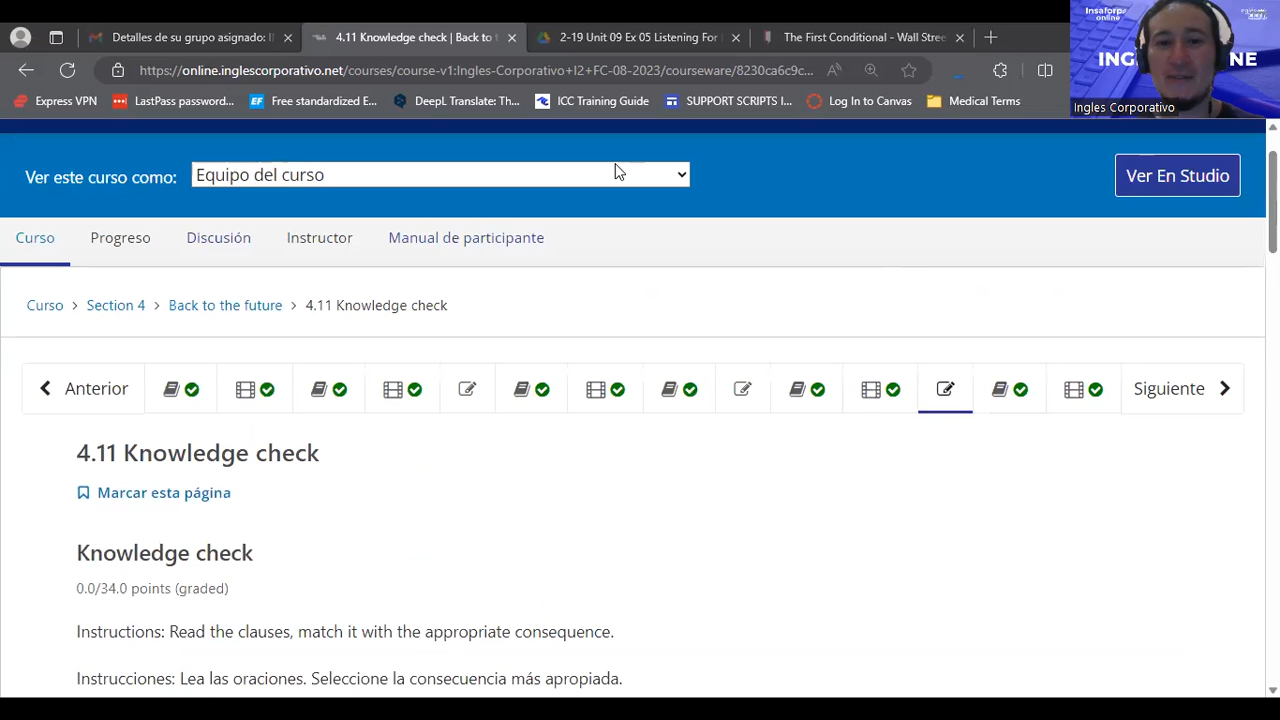 Detalles de su grupo asignado: I
4.11 Knowledge check | Back to t
2-19 Unit 09 Ex 05 Listening For
The First Conditional - Wall Stree
https://online.inglescorporativo.net/courses/course-v1:Ingles-Corporativo+I2+FC-08-2023/courseware/8230ca6c9c...
Express VPN
LastPass password...
EF Free standardized E...
DeepL Translate: Th...
ICC Training Guide
SUPPORT SCRIPTS I...
Log In to Canvas
Medical Terms
Insaforp online
ING
NE
Ingles Corporativo
Ver este curso como:
Equipo del curso
Ver En Studio
Curso
Progreso
Discusión
Instructor
Manual de participante
Curso > Section 4 > Back to the future > 4.11 Knowledge check
Anterior
Siguiente
4.11 Knowledge check
Marcar esta página
Knowledge check
0.0/34.0 points (graded)
Instructions: Read the clauses, match it with the appropriate consequence.
Instrucciones: Lea las oraciones. Seleccione la consecuencia más apropiada.